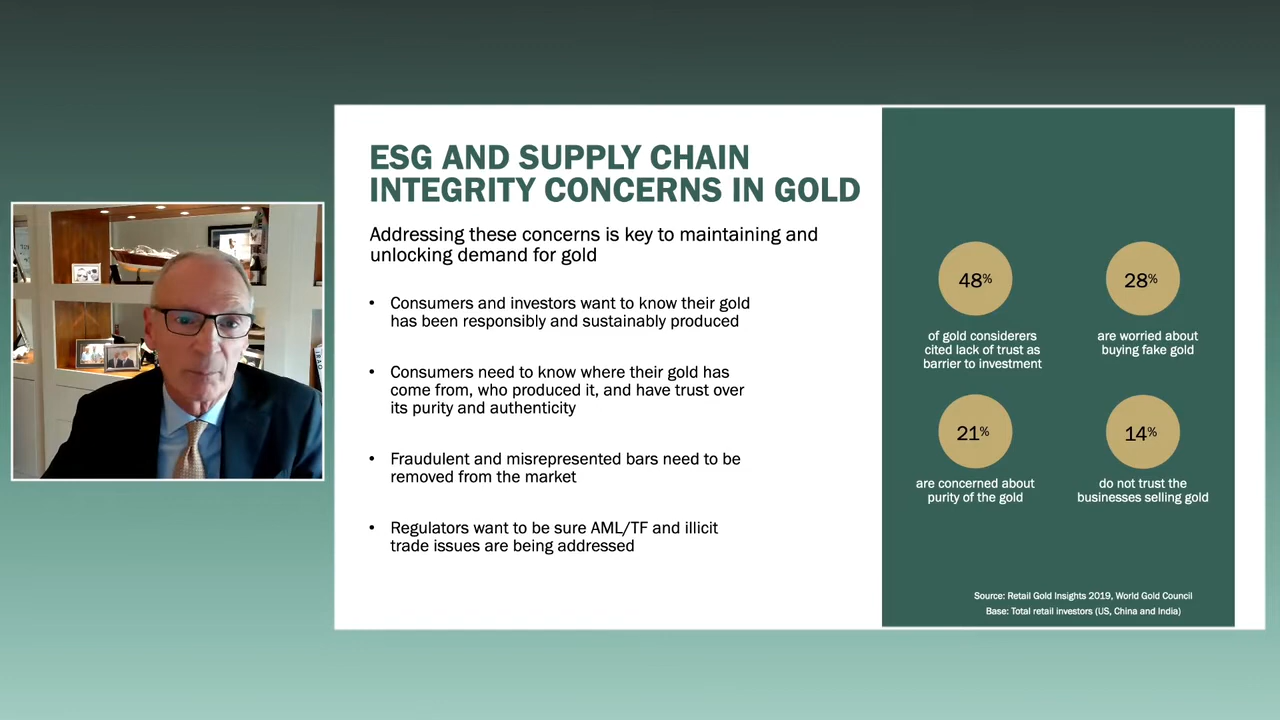 ESG AND SUPPLY CHAIN
INTEGRITY CONCERNS IN GOLD
Addressing these concerns is key to maintaining and
unlocking demand for gold
• Consumers and investors want to know their gold
has been responsibly and sustainably produced
• Consumers need to know where their gold has
come from, who produced it, and have trust over
its purity and authenticity
• Fraudulent and misrepresented bars need to be
removed from the market
• Regulators want to be sure AML/TF and illicit
trade issues are being addressed
48%
of gold considerers
cited lack of trust as
barrier to investment
28%
are worried about
buying fake gold
21%
are concerned about
purity of the gold
14%
do not trust the
businesses selling gold
Source: Retail Gold Insights 2019, World Gold Council
Base: Total retail investors (US, China and India)